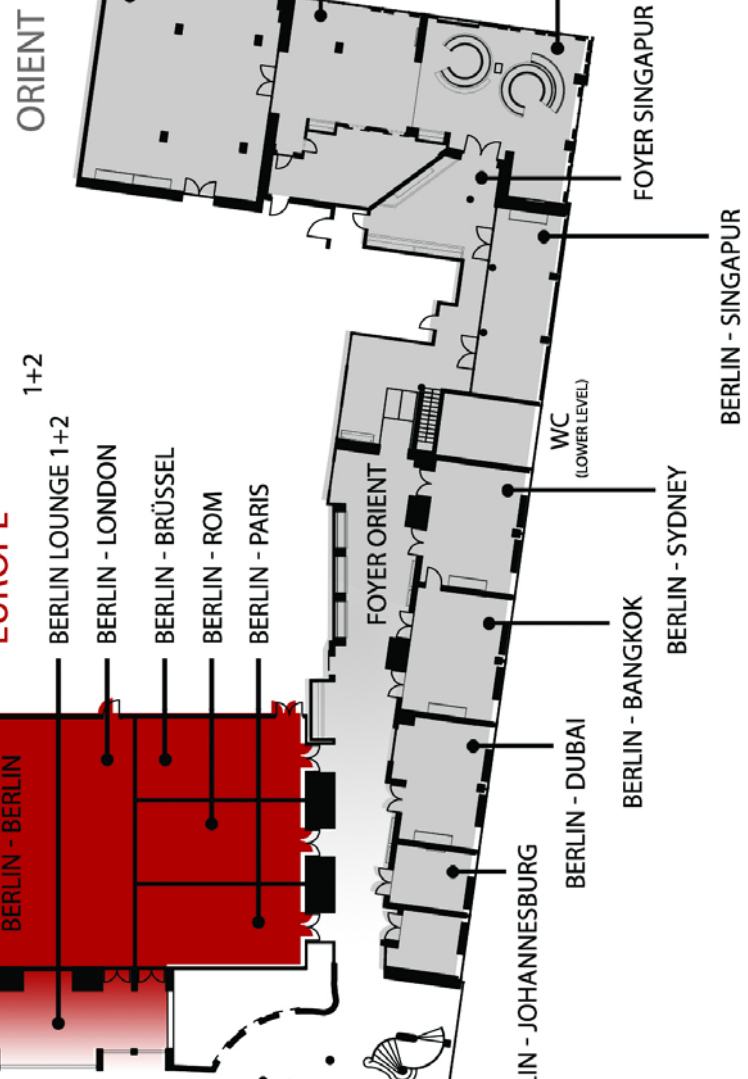 ORIENT
1+2
BERLIN LOUNGE 1+2
BERLIN - LONDON
BERLIN - BRÜSSEL
BERLIN - ROM
BERLIN - PARIS
BERLIN - BERLIN
FOYER ORIENT
WC
(LOWER LEVEL)
FOYER SINGAPUR
BERLIN - SINGAPUR
BERLIN - SYDNEY
BERLIN - BANGKOK
BERLIN - DUBAI
LIN - JOHANNESBURG